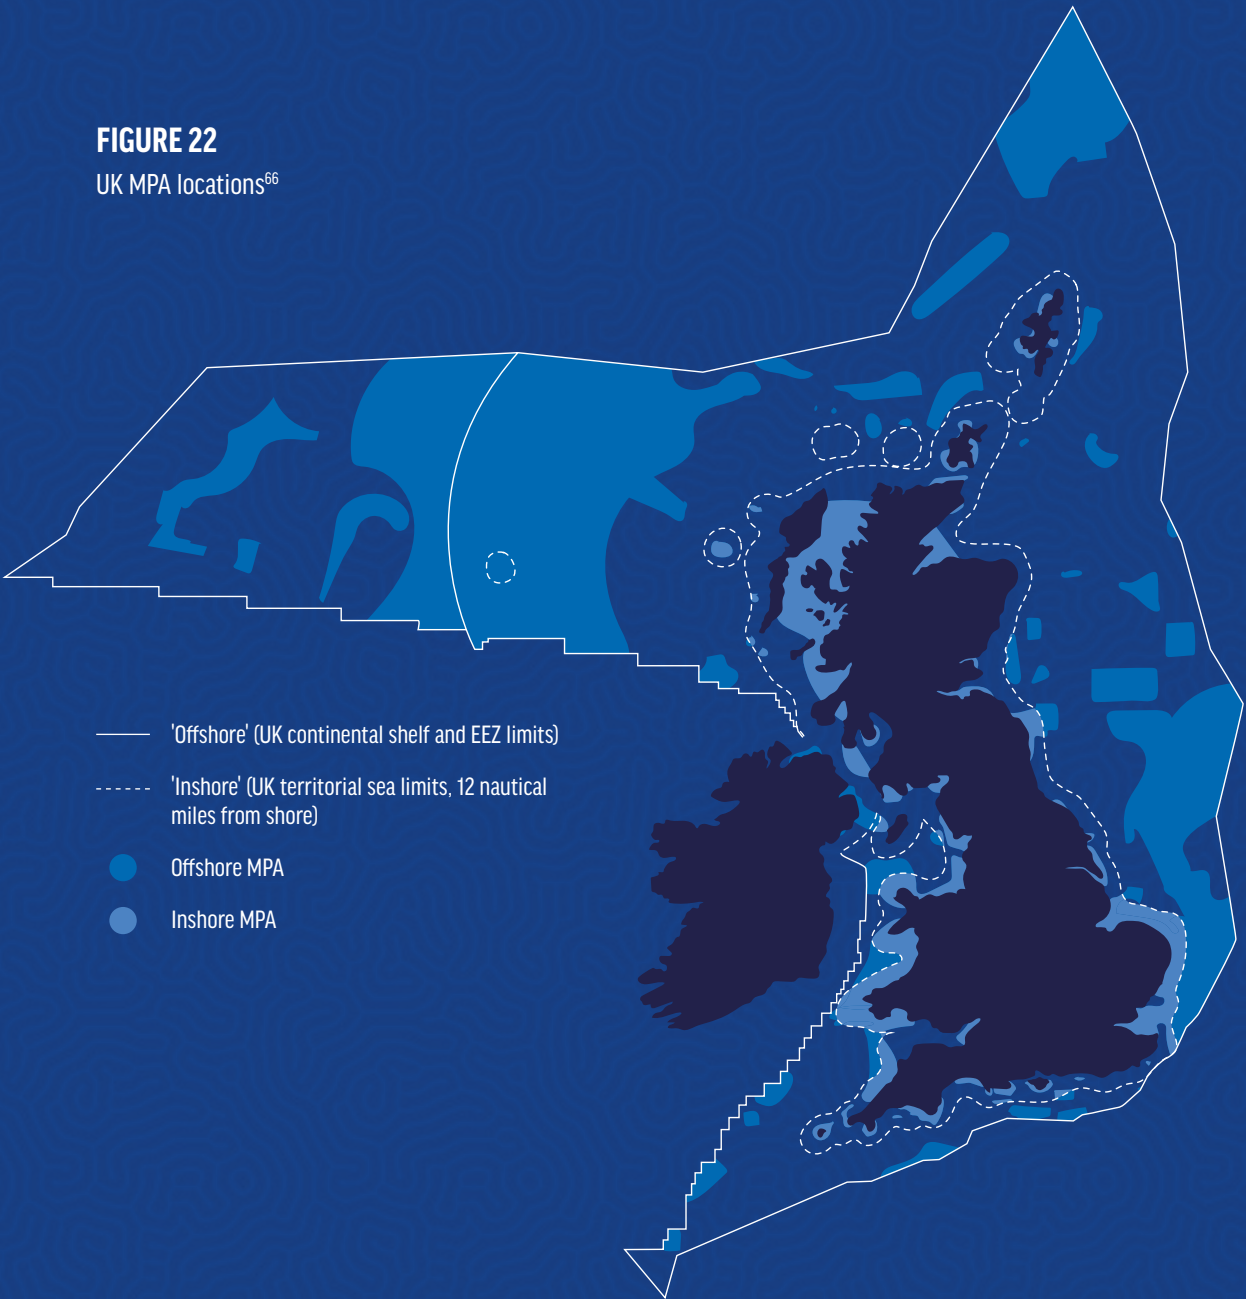 FIGURE 22
UK MPA locations66
'Offshore' (UK continental shelf and EEZ limits)
'Inshore' (UK territorial sea limits, 12 nautical
miles from shore)
Offshore MPA
Inshore MPA